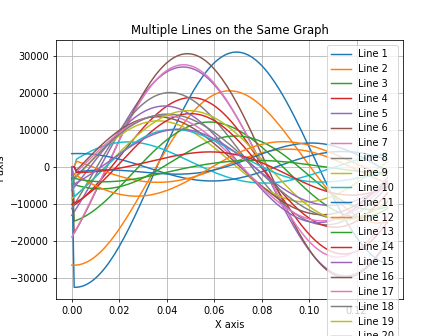 Multiple Lines on the Same Graph
30000
20000
10000
0
−10000
−20000
−30000
0.00
0.02
0.04
0.06
0.08
0.10
X axis
Line 1
Line 2
Line 3
Line 4
Line 5
Line 6
Line 7
Line 8
Line 9
Line 10
Line 11
Line 12
Line 13
Line 14
Line 15
Line 16
Line 17
Line 18
Line 19
Line 20